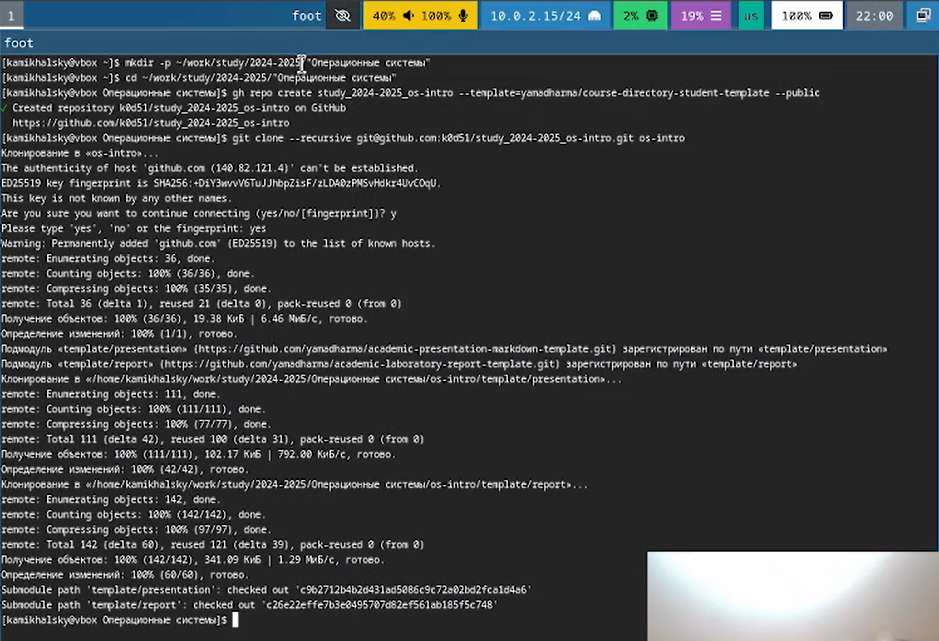 1
foot
40% 100%
10.0.2.15/24
2%
19%
us
100%
22:00
foot
[kamikhalsky@vbox ~]$ mkdir -p ~/work/study/2024-2025/"Операционные системы"
[kamikhalsky@vbox ~]$ cd ~/work/study/2024-2025/"Операционные системы"
[kamikhalsky@vbox Операционные системы]$ gh repo create study_2024-2025_os-intro --template=yamadharma/course-directory-student-template --public
✓ Created repository k0d51/study_2024-2025_os-intro on GitHub
https://github.com/k0d51/study_2024-2025_os-intro
[kamikhalsky@vbox Операционные системы]$ git clone --recursive git@github.com:k0d51/study_2024-2025_os-intro.git os-intro
Клонирование в «os-intro»...
The authenticity of host 'github.com (140.82.121.4)' can't be established.
ED25519 key fingerprint is SHA256:+DiY3wvvV6TuJJhbpZisF/zLDA0zPMSvHdkr4UvCOqU.
This key is not known by any other names.
Are you sure you want to continue connecting (yes/no/[fingerprint])? y
Please type 'yes', 'no' or the fingerprint: yes
Warning: Permanently added 'github.com' (ED25519) to the list of known hosts.
remote: Enumerating objects: 36, done.
remote: Counting objects: 100% (36/36), done.
remote: Compressing objects: 100% (35/35), done.
remote: Total 36 (delta 1), reused 21 (delta 0), pack-reused 0 (from 0)
Получение объектов: 100% (36/36), 19.38 КиБ | 6.46 МиБ/с, готово.
Определение изменений: 100% (1/1), готово.
Подмодуль «template/presentation» (https://github.com/yamadharma/academic-presentation-markdown-template.git) зарегистрирован по пути «template/presentation»
Подмодуль «template/report» (https://github.com/yamadharma/academic-laboratory-report-template.git) зарегистрирован по пути «template/report»
Клонирование в «/home/kamikhalsky/work/study/2024-2025/Операционные системы/os-intro/template/presentation»...
remote: Enumerating objects: 111, done.
remote: Counting objects: 100% (111/111), done.
remote: Compressing objects: 100% (77/77), done.
remote: Total 111 (delta 42), reused 100 (delta 31), pack-reused 0 (from 0)
Получение объектов: 100% (111/111), 102.17 КиБ | 792.00 КиБ/с, готово.
Определение изменений: 100% (42/42), готово.
Клонирование в «/home/kamikhalsky/work/study/2024-2025/Операционные системы/os-intro/template/report»...
remote: Enumerating objects: 142, done.
remote: Counting objects: 100% (142/142), done.
remote: Compressing objects: 100% (97/97), done.
remote: Total 142 (delta 60), reused 121 (delta 39), pack-reused 0 (from 0)
Получение объектов: 100% (142/142), 341.09 КиБ | 1.29 МиБ/с, готово.
Определение изменений: 100% (60/60), готово.
Submodule path 'template/presentation': checked out 'c9b2712b4b2d431ad5086c9c72a02bd2fca1d4a6'
Submodule path 'template/report': checked out 'c26e22effe7b3e0495707d82ef561ab185f5c748'
[kamikhalsky@vbox Операционные системы]$